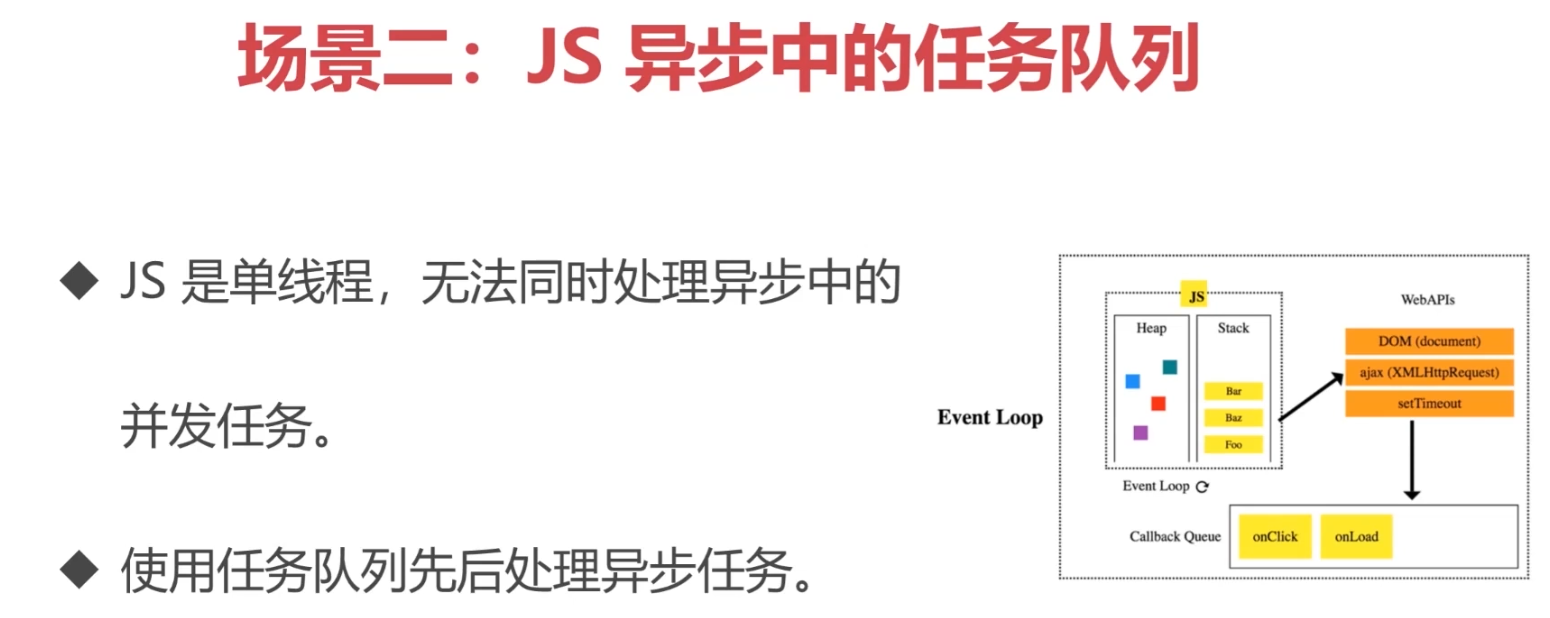 场景二：JS 异步中的任务队列
◆ JS 是单线程，无法同时处理异步中的
并发任务。
◆ 使用任务队列先后处理异步任务。
Event Loop
JS
Heap
Stack
Bar
Baz
Foo
Event Loop
WebAPIs
DOM (document)
ajax (XMLHttpRequest)
setTimeout
Callback Queue
onClick
onLoad